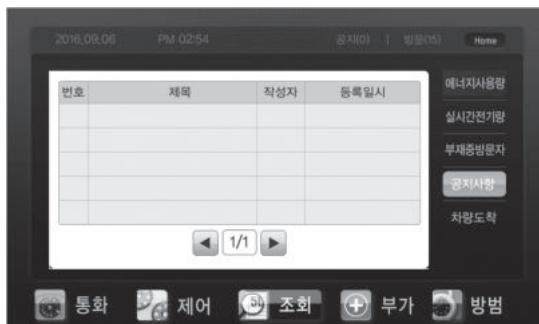 2016.09.06 PM 02:54 공지(0) | 방문(15) Home
번호 제목 작성자 등록일시
에너지사용량
실시간전기량
부재중방문자
공지사항
차량도착
1/1
통화 제어 조회 부가 방범